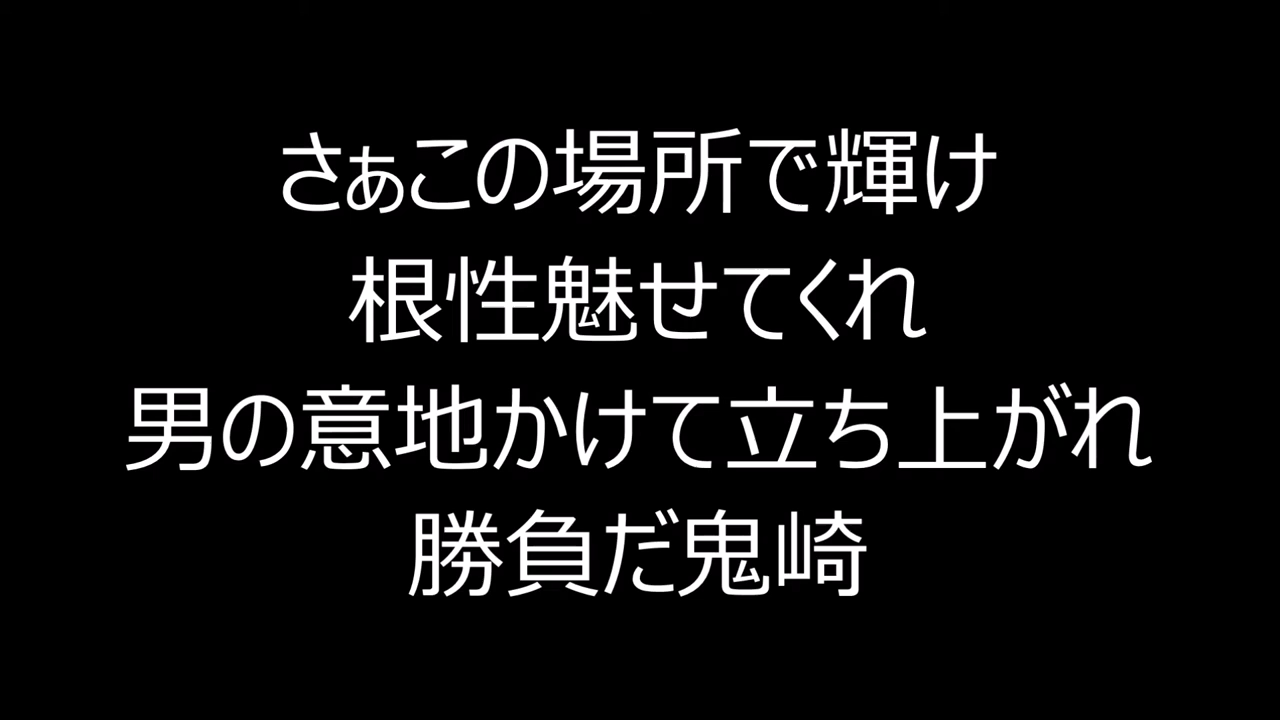 さぁこの場所で輝け
根性魅せてくれ
男の意地かけて立ち上がれ
勝負だ鬼崎